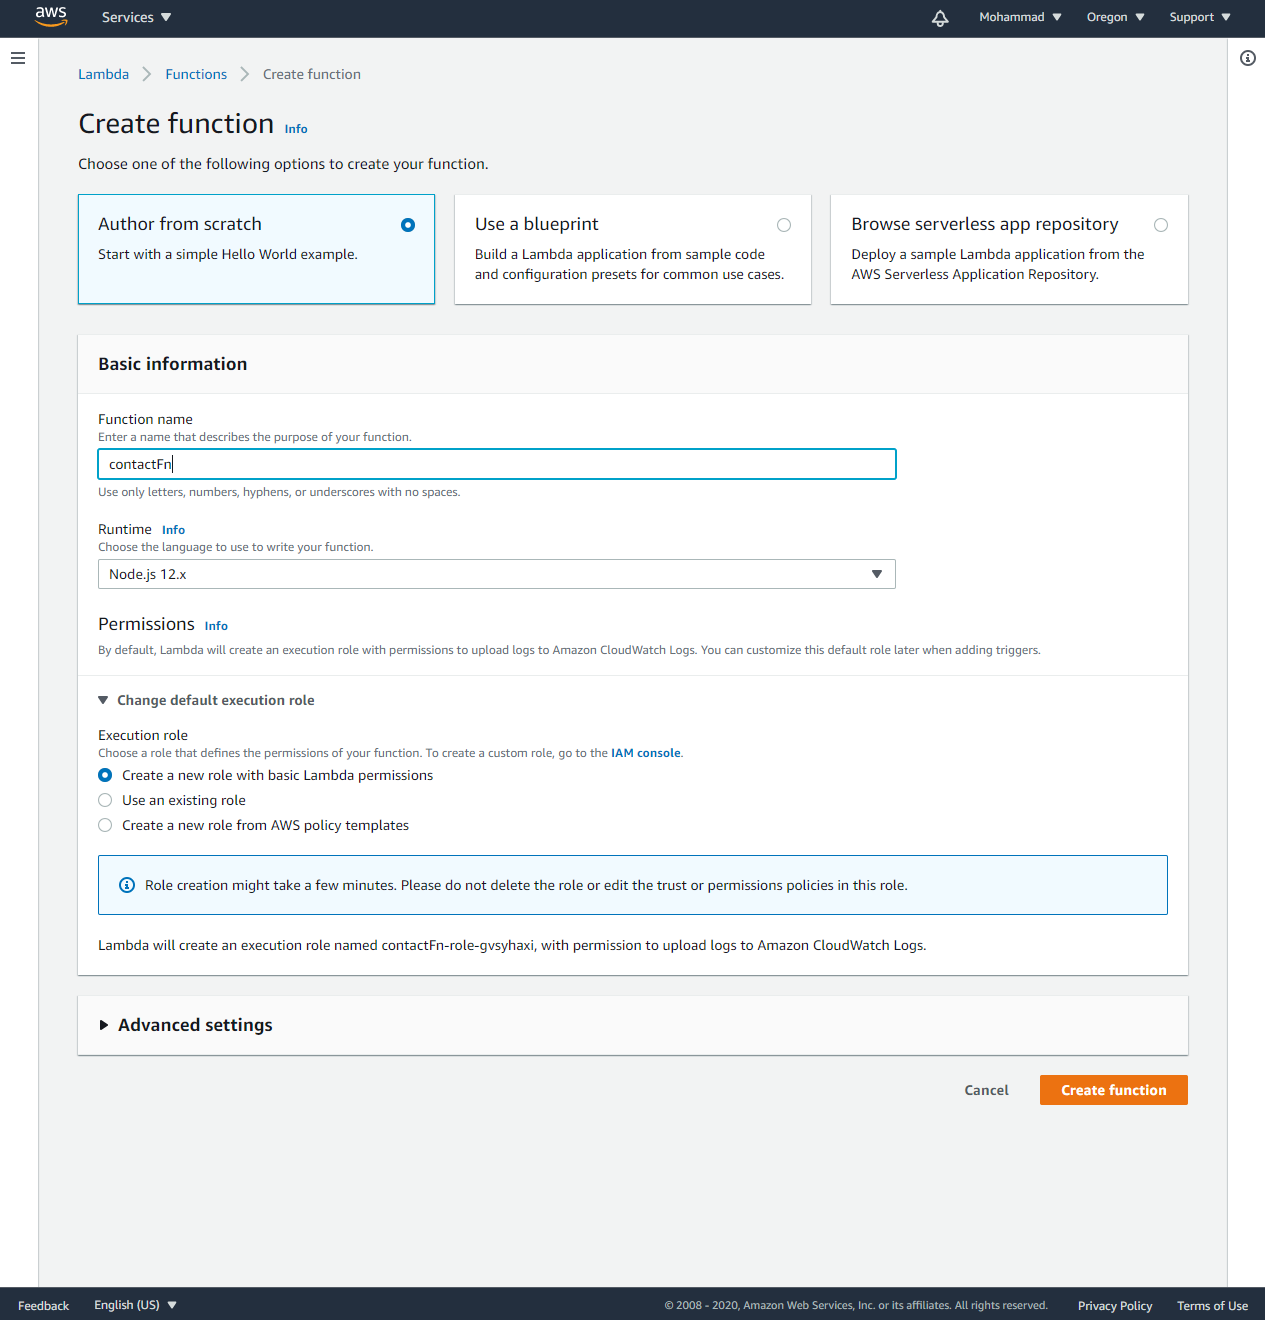 aws Services Mohammad Oregon Support
Lambda Functions Create function
Create function Info
Choose one of the following options to create your function.
Author from scratch
Start with a simple Hello World example.
Use a blueprint
Build a Lambda application from sample code
and configuration presets for common use cases.
Browse serverless app repository
Deploy a sample Lambda application from the
AWS Serverless Application Repository.
Basic information
Function name
Enter a name that describes the purpose of your function.
contactFn
Use only letters, numbers, hyphens, or underscores with no spaces.
Runtime Info
Choose the language to use to write your function.
Node.js 12.x
Permissions Info
By default, Lambda will create an execution role with permissions to upload logs to Amazon CloudWatch Logs. You can customize this default role later when adding triggers.
Change default execution role
Execution role
Choose a role that defines the permissions of your function. To create a custom role, go to the IAM console.
Create a new role with basic Lambda permissions
Use an existing role
Create a new role from AWS policy templates
Role creation might take a few minutes. Please do not delete the role or edit the trust or permissions policies in this role.
Lambda will create an execution role named contactFn-role-gvsyhaxi, with permission to upload logs to Amazon CloudWatch Logs.
Advanced settings
Cancel Create function
Feedback English (US) © 2008 - 2020, Amazon Web Services, Inc. or its affiliates. All rights reserved. Privacy Policy Terms of Use